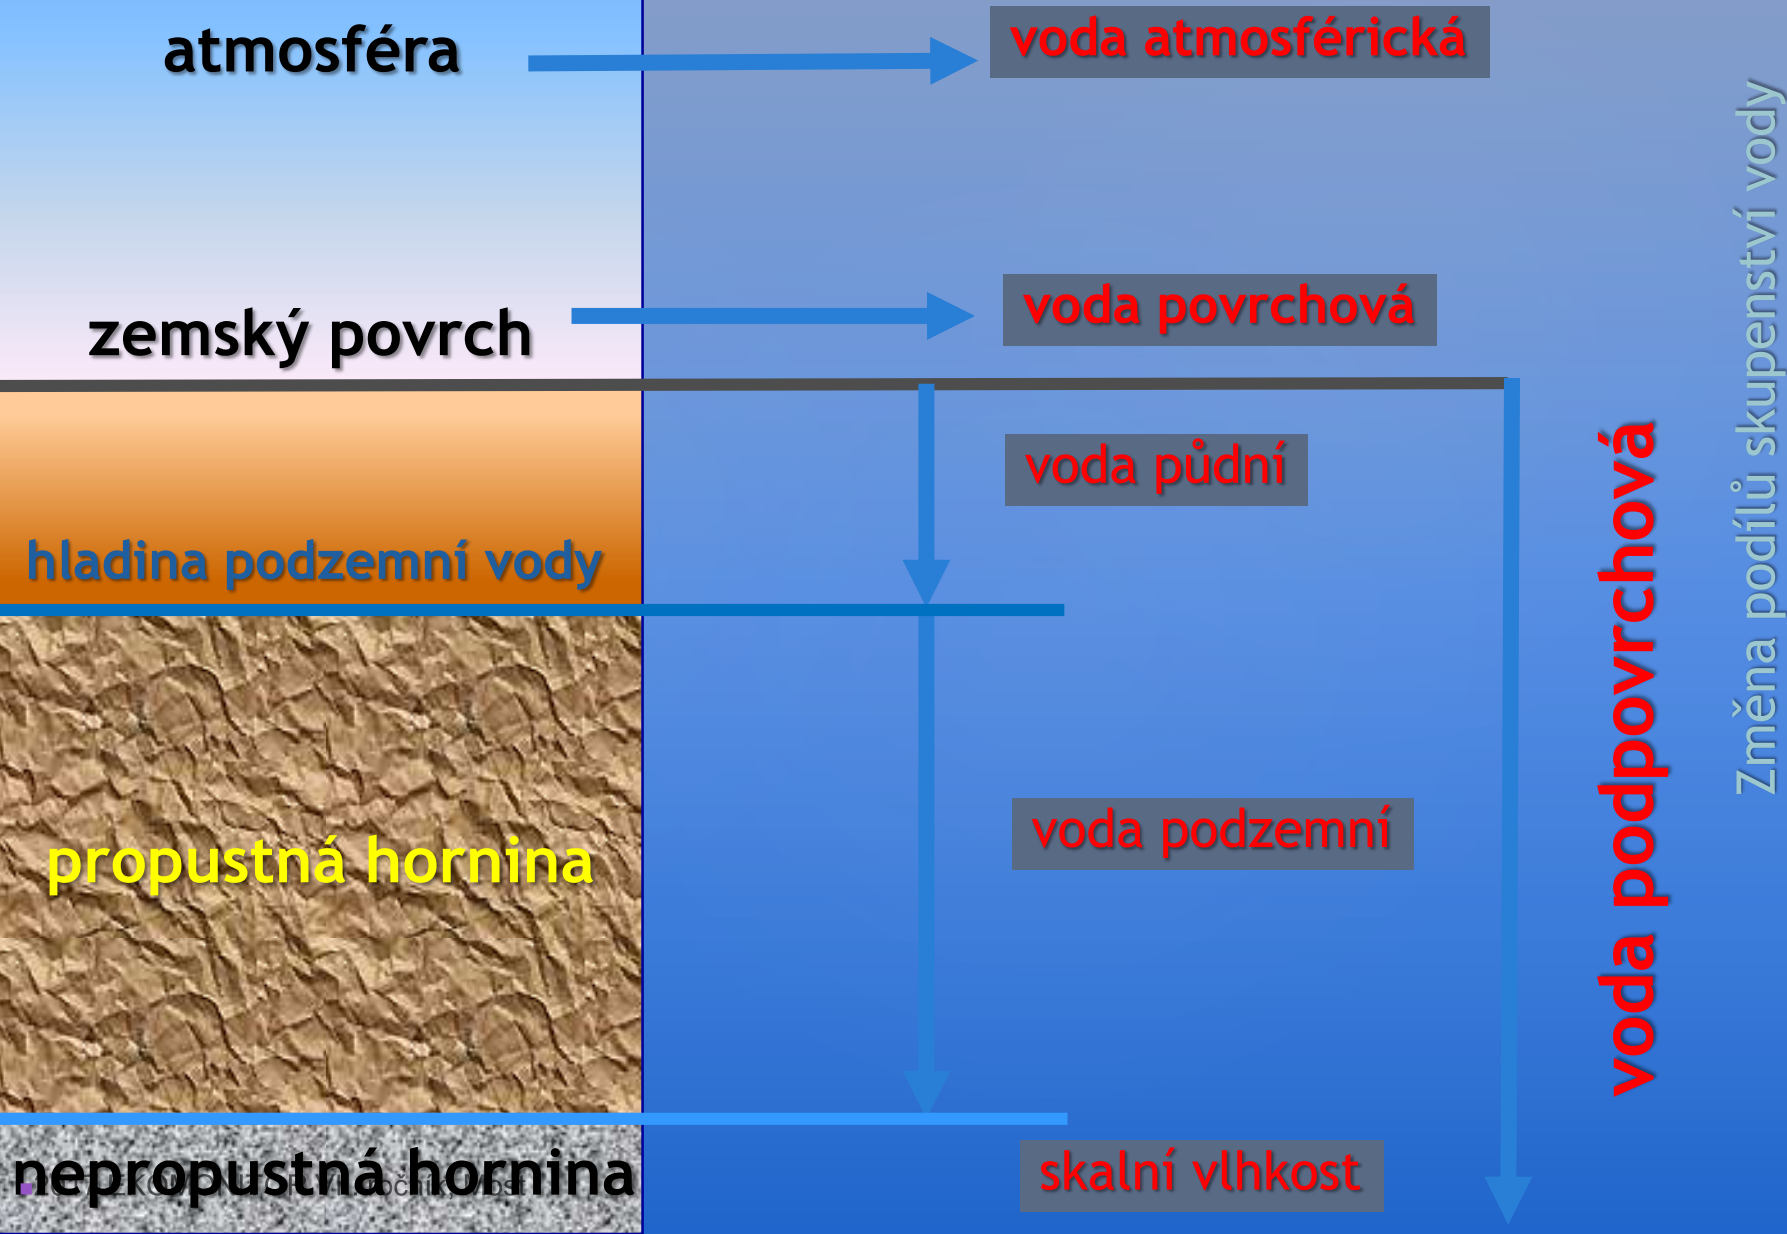 atmosféra
voda atmosférická
zemský povrch
voda povrchová
voda půdní
hladina podzemní vody
propustná hornina
voda podzemní
nepropustná hornina
skalní vlhkost
voda podpovrchová
Změna podílů skupenství vody